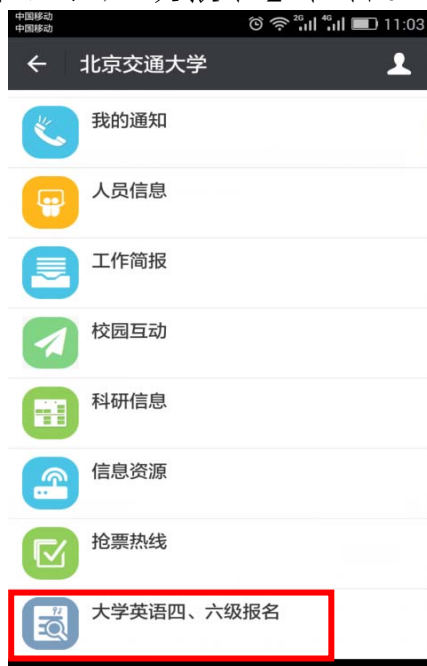 中国移动
中国移动
2G 4G 11:03
北京交通大学
我的通知
人员信息
工作简报
校园互动
科研信息
信息资源
抢票热线
大学英语四、六级报名